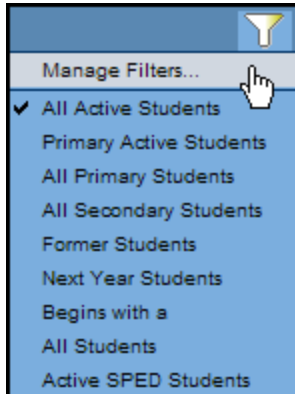 Manage Filters...
All Active Students
Primary Active Students
All Primary Students
All Secondary Students
Former Students
Next Year Students
Begins with a
All Students
Active SPED Students